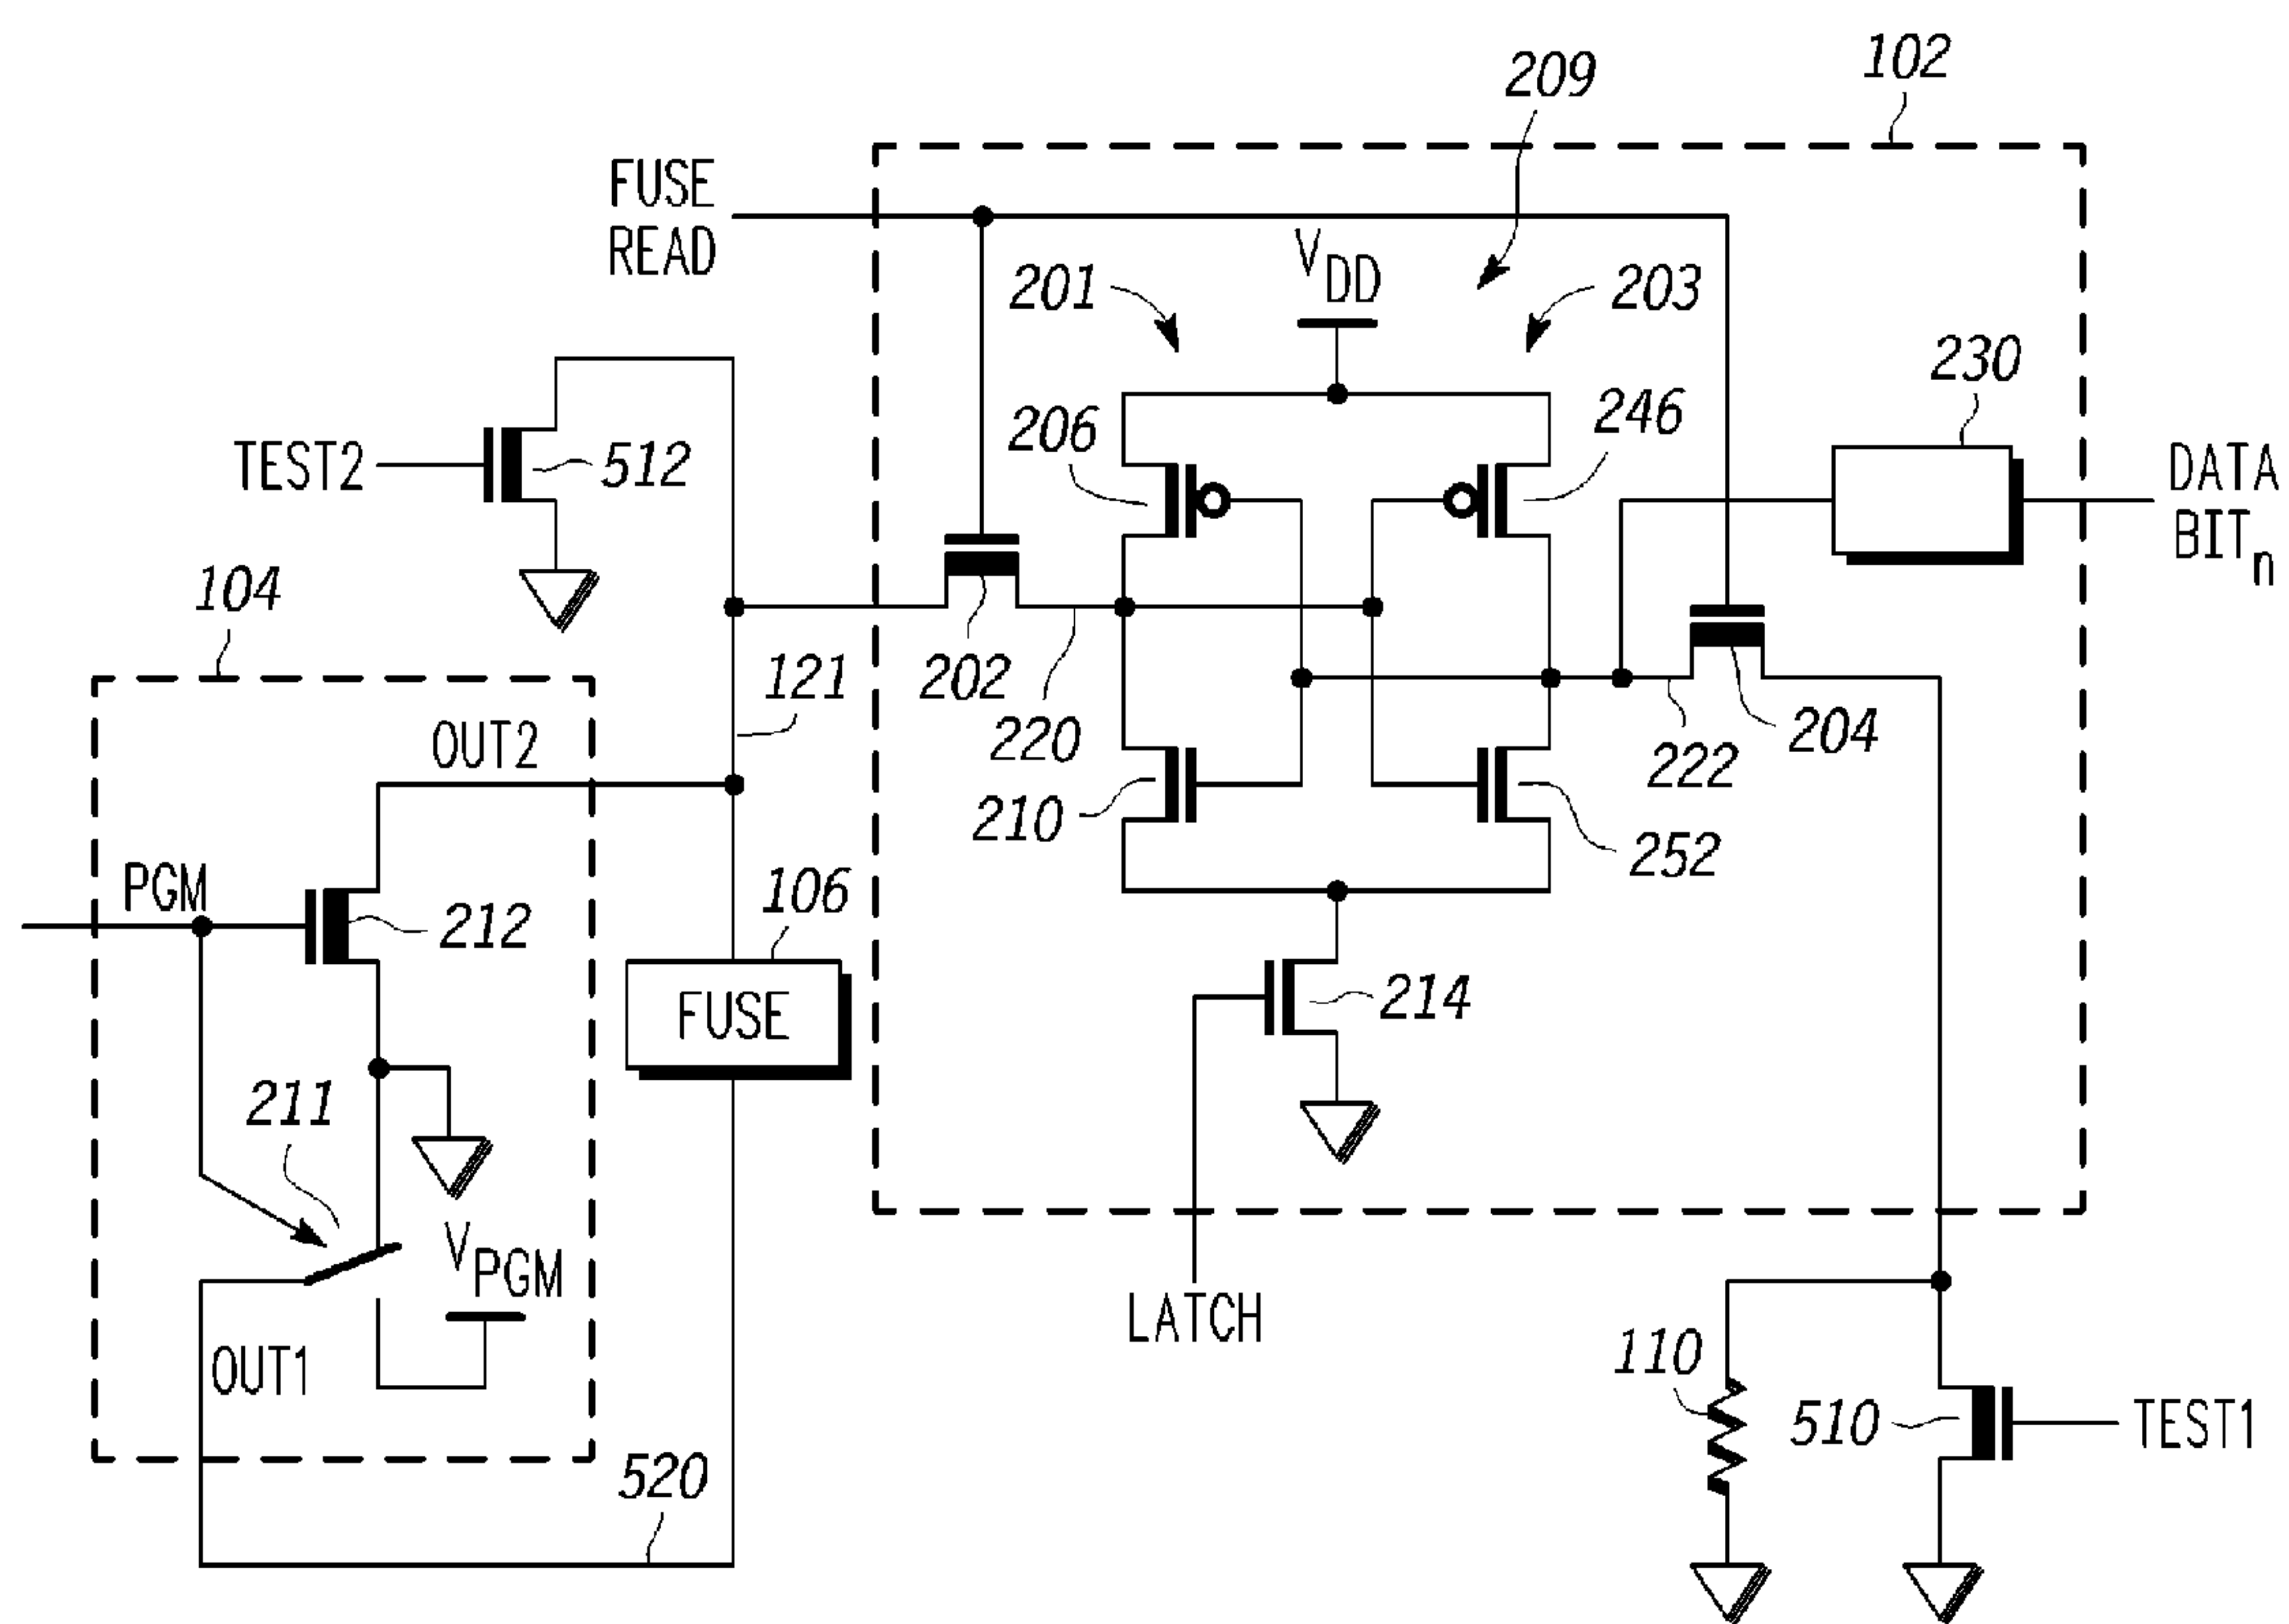 102
209
FUSE
READ
VDD
201
203
230
206
246
TEST2
512
DATA
BITn
104
202
121
220
222
204
OUT2
210
252
PGM
212
106
FUSE
214
211
VPGM
LATCH
OUT1
110
510
TEST1
520